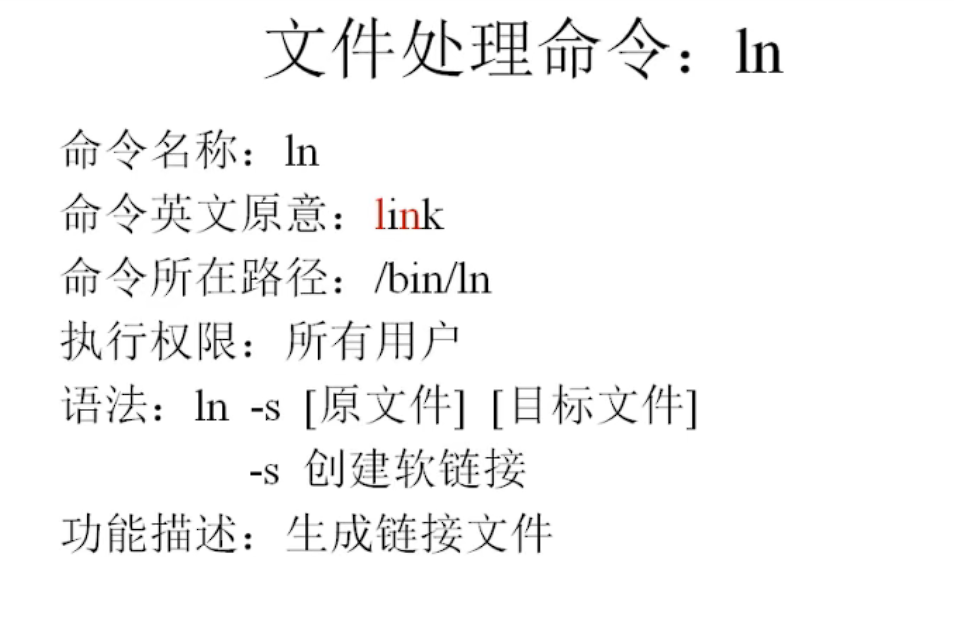 文件处理命令：ln
命令名称：ln
命令英文原意：link
命令所在路径：/bin/ln
执行权限：所有用户
语法：ln -s [原文件] [目标文件]
-s 创建软链接
功能描述：生成链接文件